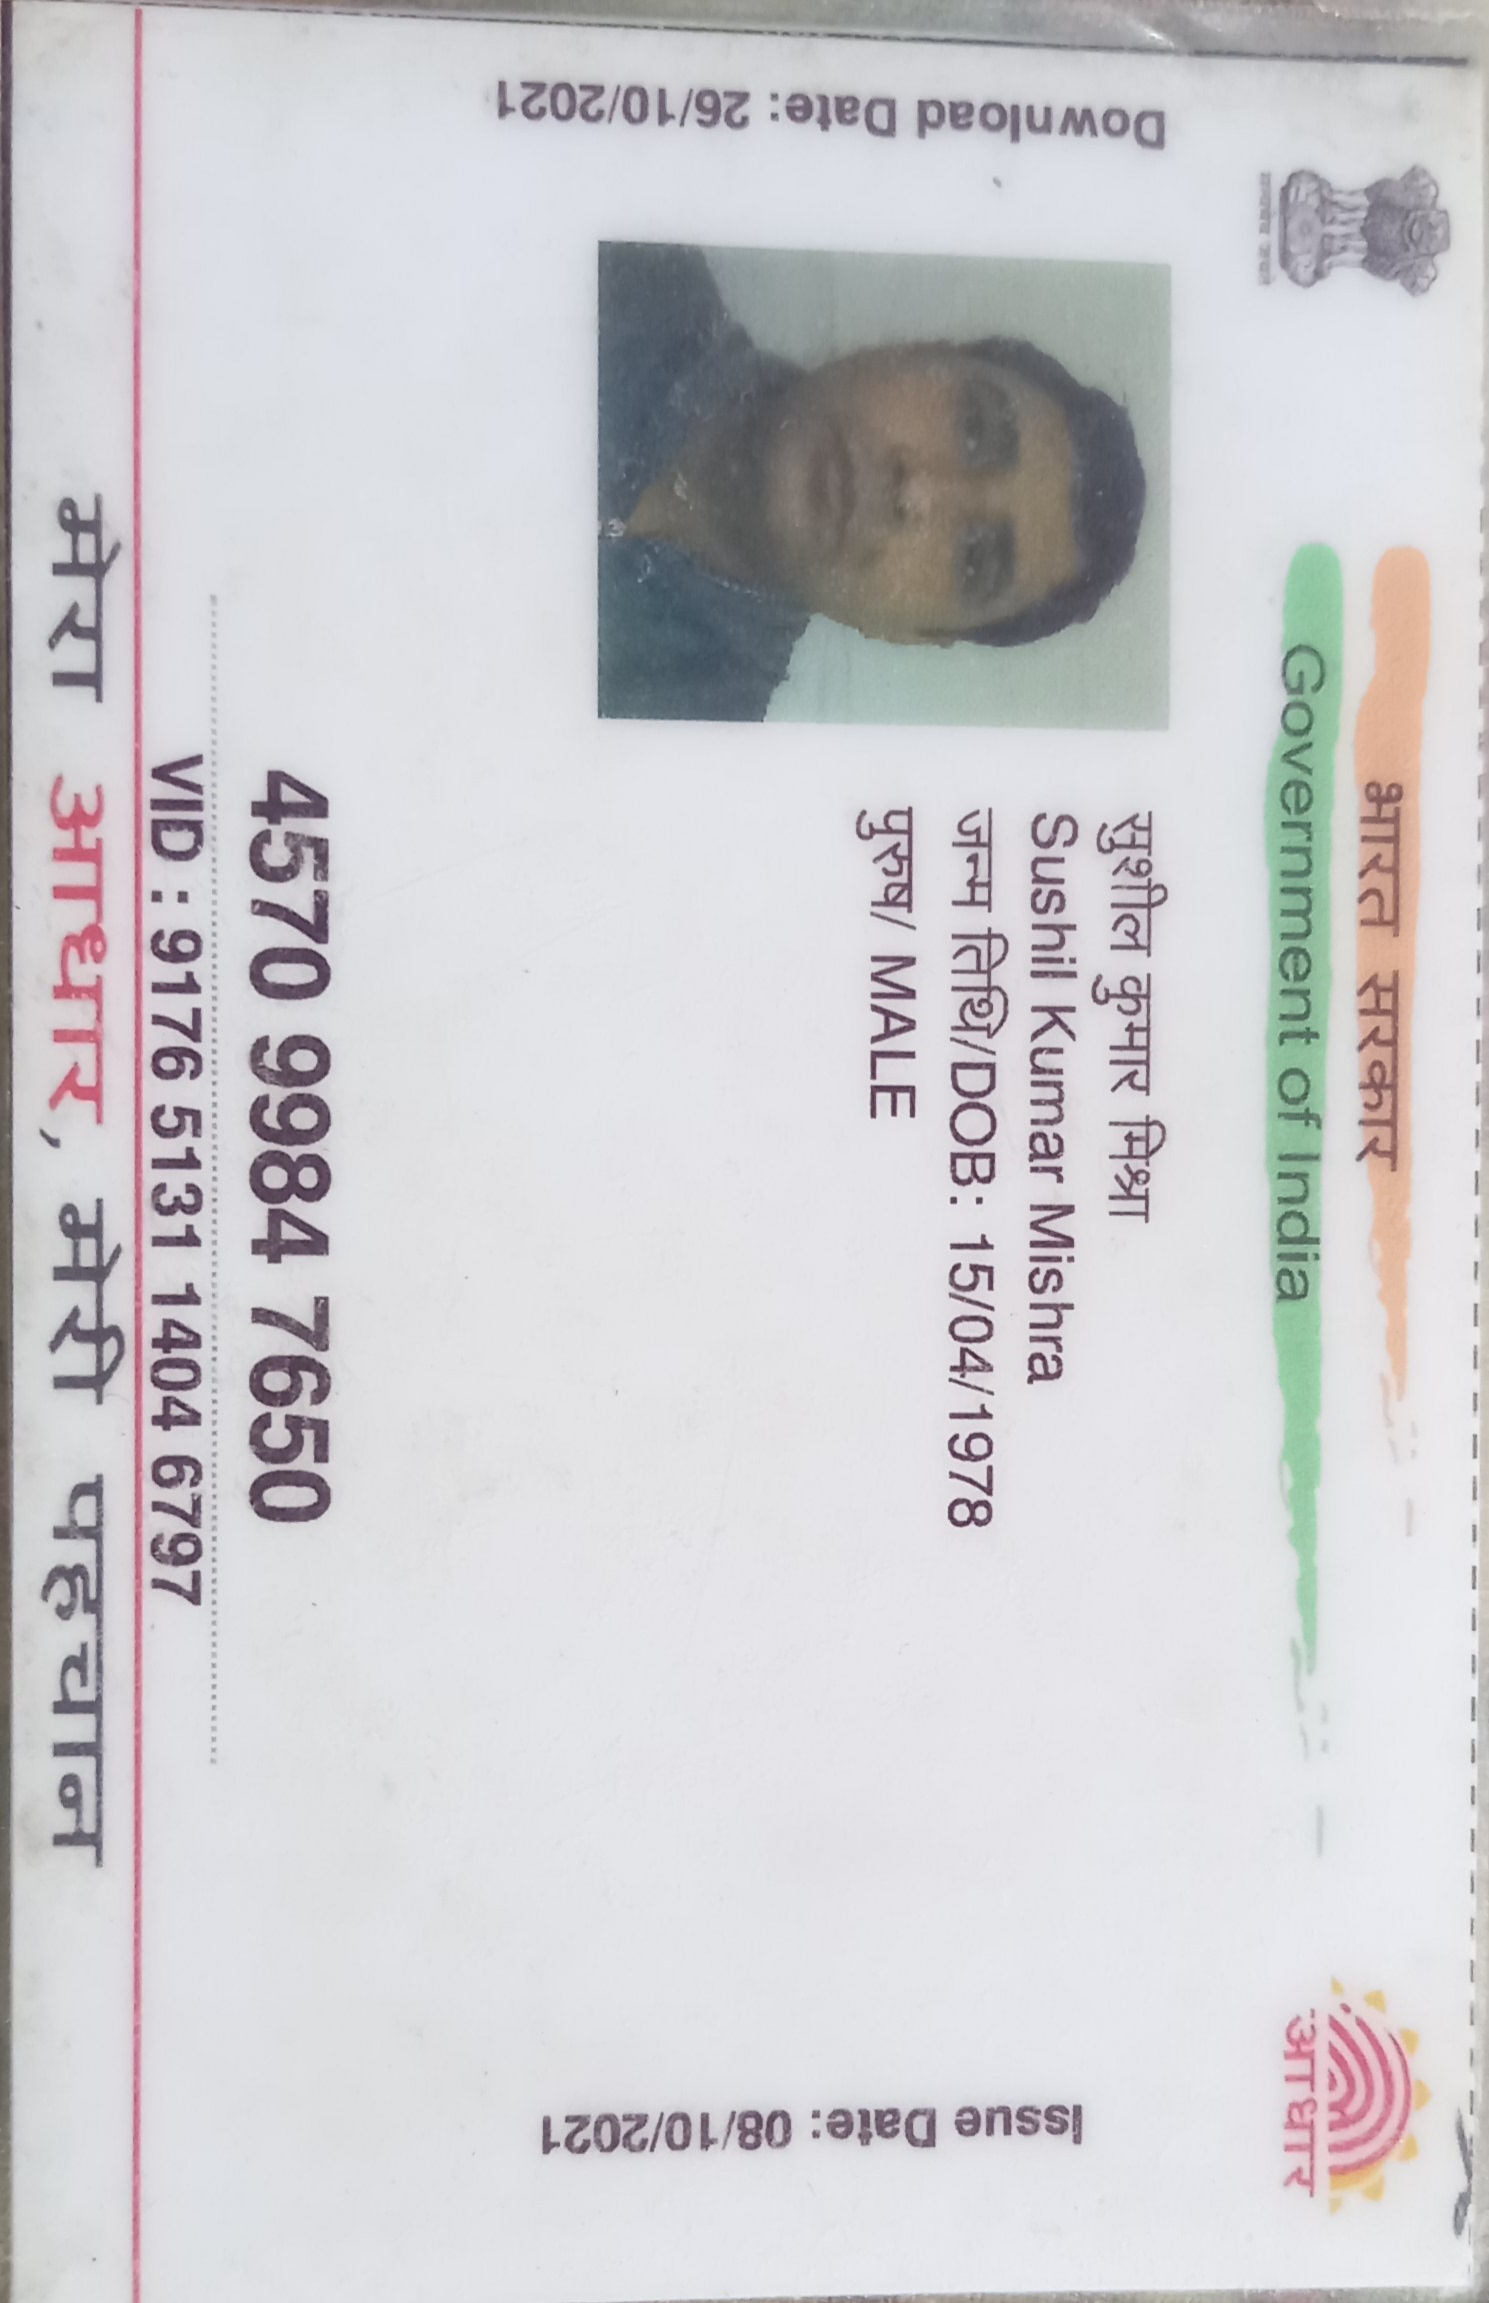 भारत सरकार
Government of India
Download Date: 26/10/2021
सुशील कुमार मिश्रा
Sushil Kumar Mishra
जन्म तिथि/DOB: 15/04/1978
पुरुष/ MALE
Issue Date: 08/10/2021
आधार
4570 9984 7650
VID : 9176 5131 1404 6797
मेरा आधार, मेरी पहचान